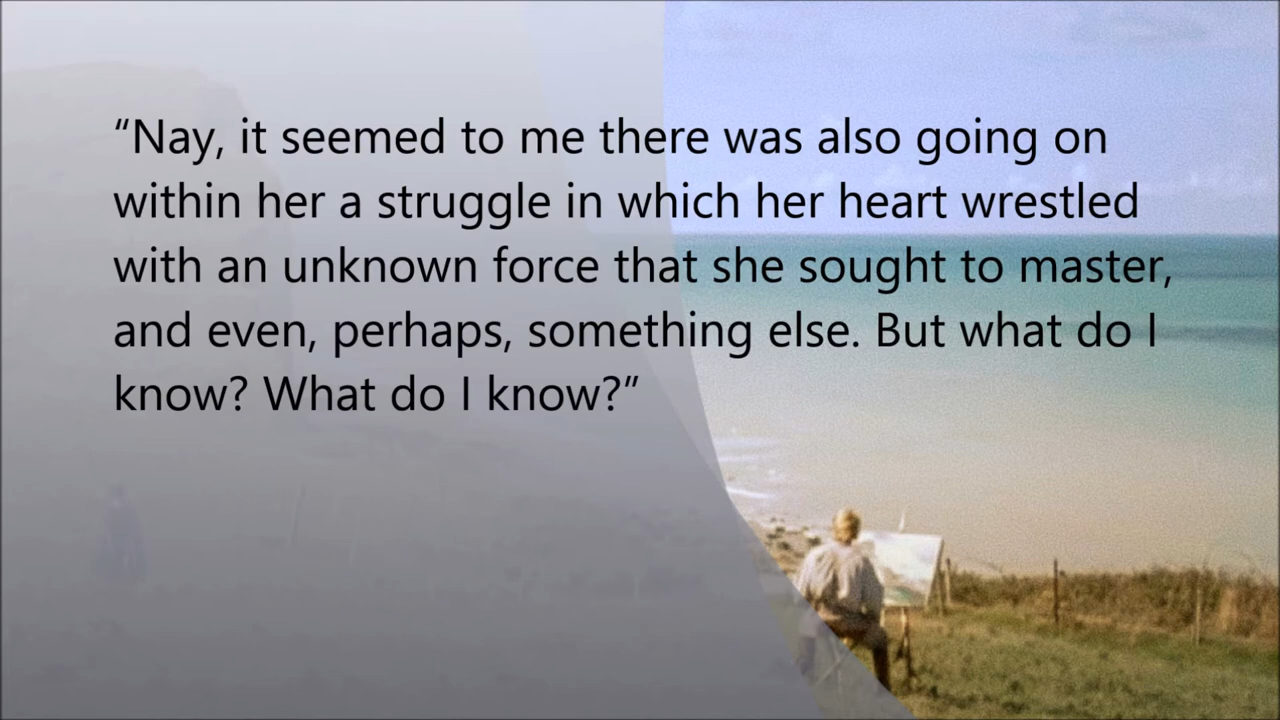 “Nay, it seemed to me there was also going on
within her a struggle in which her heart wrestled
with an unknown force that she sought to master,
and even, perhaps, something else. But what do I
know? What do I know?”